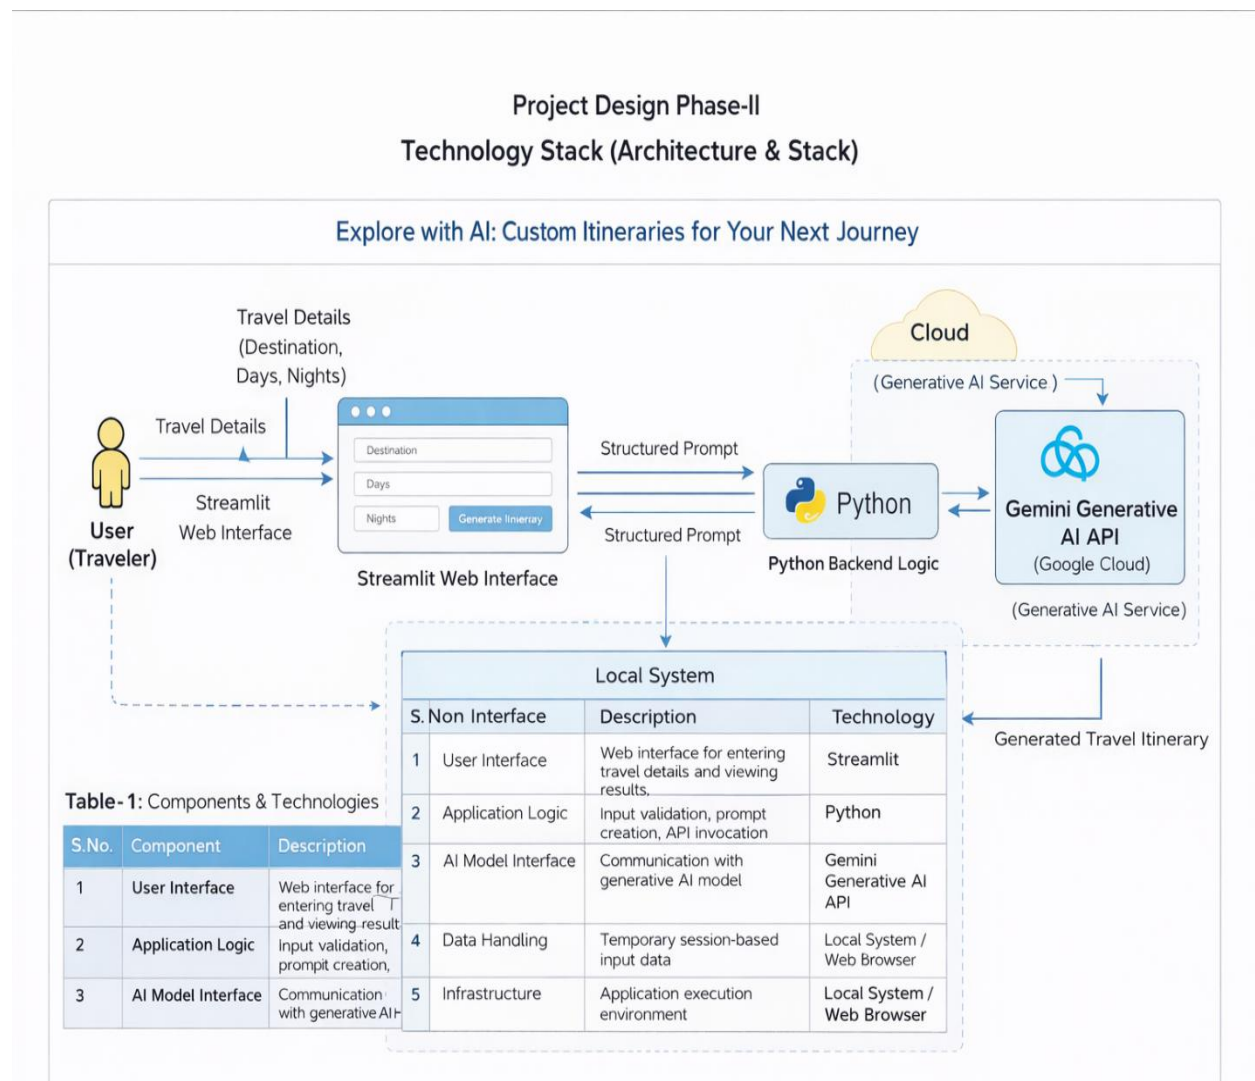 Project Design Phase-II
Technology Stack (Architecture & Stack)
Explore with AI: Custom Itineraries for Your Next Journey
Travel Details
(Destination,
Days, Nights)
Travel Details
Streamlit
Web Interface
User
(Traveler)
Destination
Days
Nights
Generate Iinieriay
Streamlit Web Interface
Structured Prompt
Structured Prompt
Python
Python Backend Logic
Cloud
(Generative AI Service )
Gemini Generative
AI API
(Google Cloud)
(Generative AI Service)
Generated Travel Itinerary
Local System
S. Non Interface Description Technology
1 User Interface Web interface for entering Streamlit
travel details and viewing
results,
2 Application Logic Input validation, prompt Python
creation, API invocation
3 AI Model Interface Communication with Gemini
generative AI model Generative AI
API
4 Data Handling Temporary session-based Local System /
input data Web Browser
5 Infrastructure Application execution Local System /
environment Web Browser
Table-1: Components & Technologies
S.No. Component Description
1 User Interface Web interface for
entering travel
and viewing result
2 Application Logic Input validation,
prompit creation,
3 AI Model Interface Communication
with generative AI